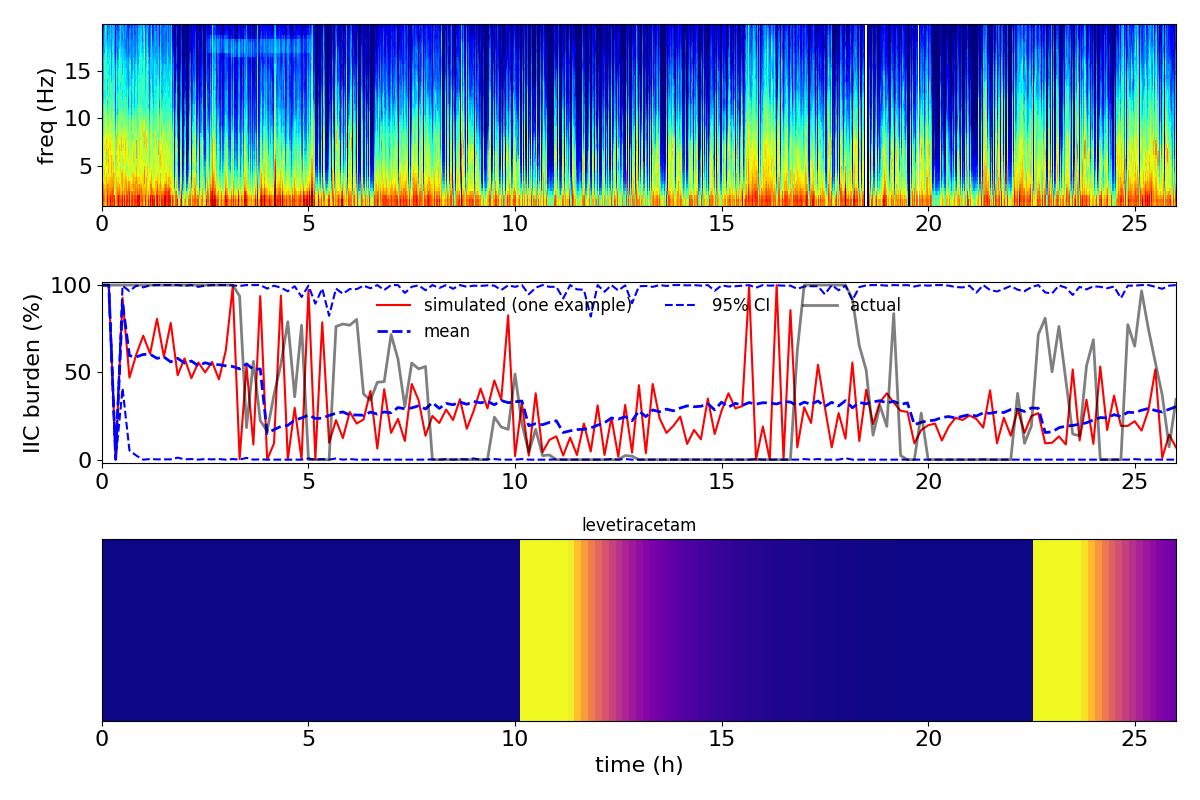 freq (Hz)
15
10
5
0 5 10 15 20 25
IIC burden (%)
100
50
0
simulated (one example)
mean
95% CI
actual
0 5 10 15 20 25
levetiracetam
0 5 10 15 20 25
time (h)